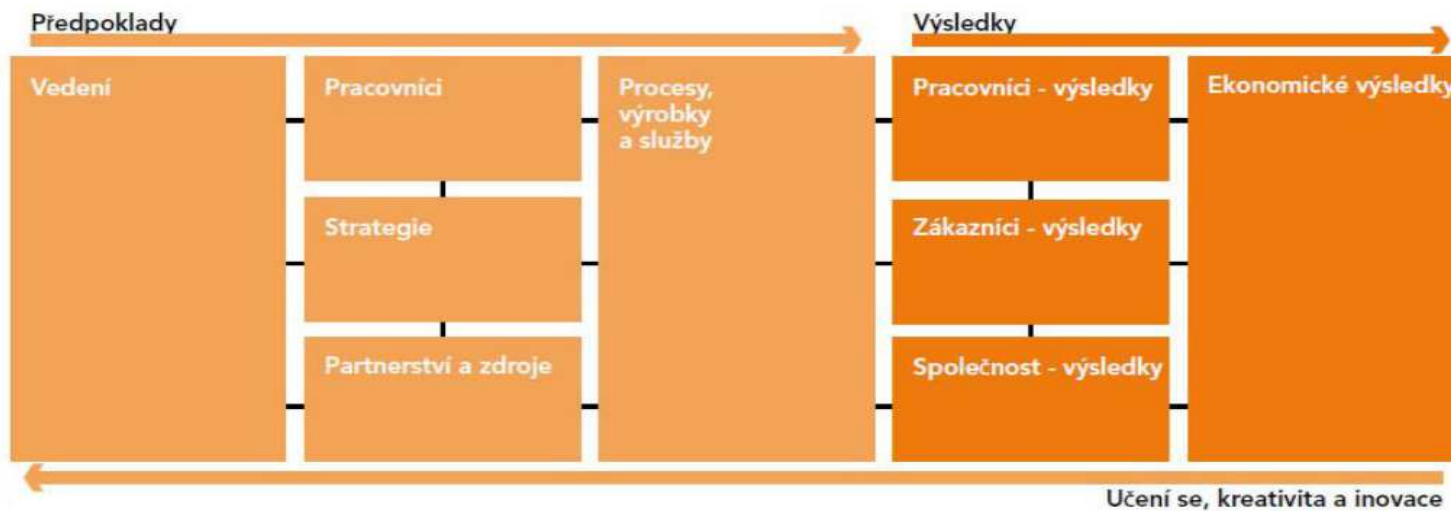 Předpoklady
Výsledky
Vedení
Pracovníci
Procesy,
výrobky
a služby
Pracovníci - výsledky
Ekonomické výsledky
Strategie
Zákazníci - výsledky
Partnerství a zdroje
Společnost - výsledky
Učení se, kreativita a inovace